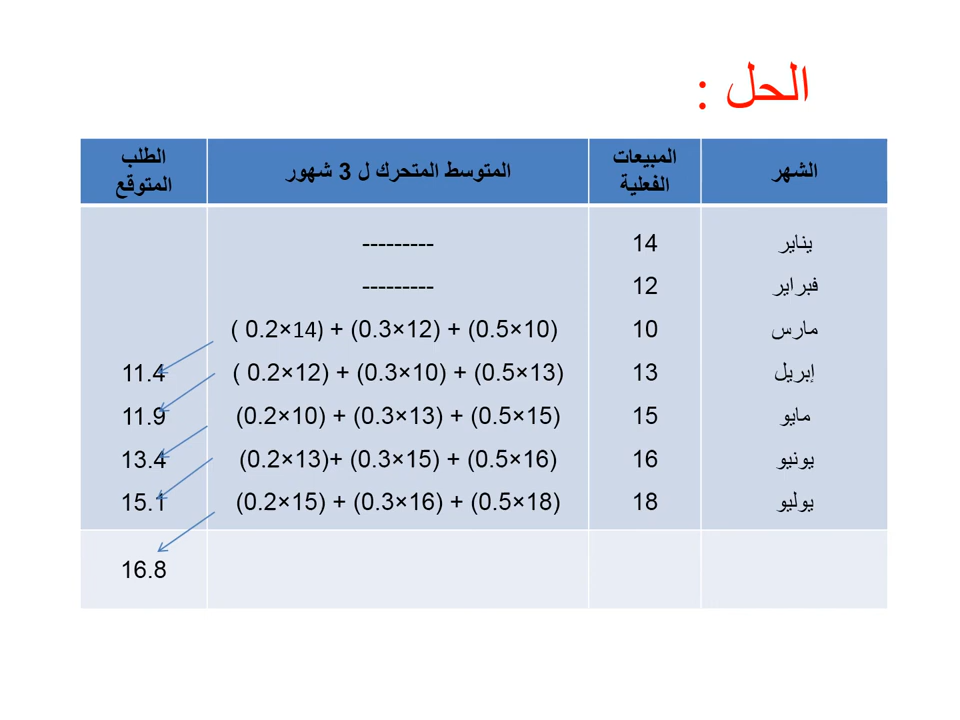 الحل :
الشهر | المبيعات الفعلية | المتوسط المتحرك ل 3 شهور | الطلب المتوقع
يناير | 14 | --------- |
فبراير | 12 | --------- |
مارس | 10 | ( 0.2×14) + (0.3×12) + (0.5×10) |
إبريل | 13 | ( 0.2×12) + (0.3×10) + (0.5×13) | 11.4
مايو | 15 | (0.2×10) + (0.3×13) + (0.5×15) | 11.9
يونيو | 16 | (0.2×13)+ (0.3×15) + (0.5×16) | 13.4
يوليو | 18 | (0.2×15) + (0.3×16) + (0.5×18) | 15.1
16.8